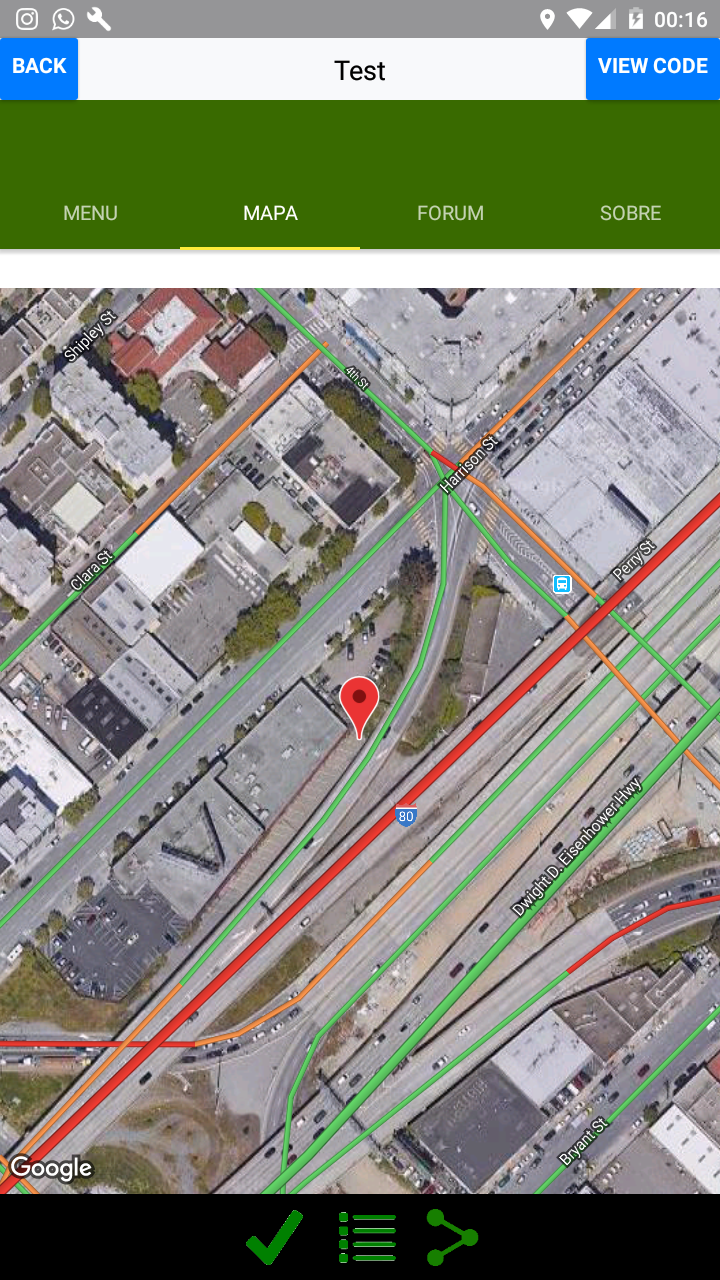 00:16
BACK
Test
VIEW CODE
MENU
MAPA
FORUM
SOBRE
Shipley St
4th St
Harrison St
Clara St
Perry St
80
Dwight D. Eisenhower Hwy
Bryant St
Google